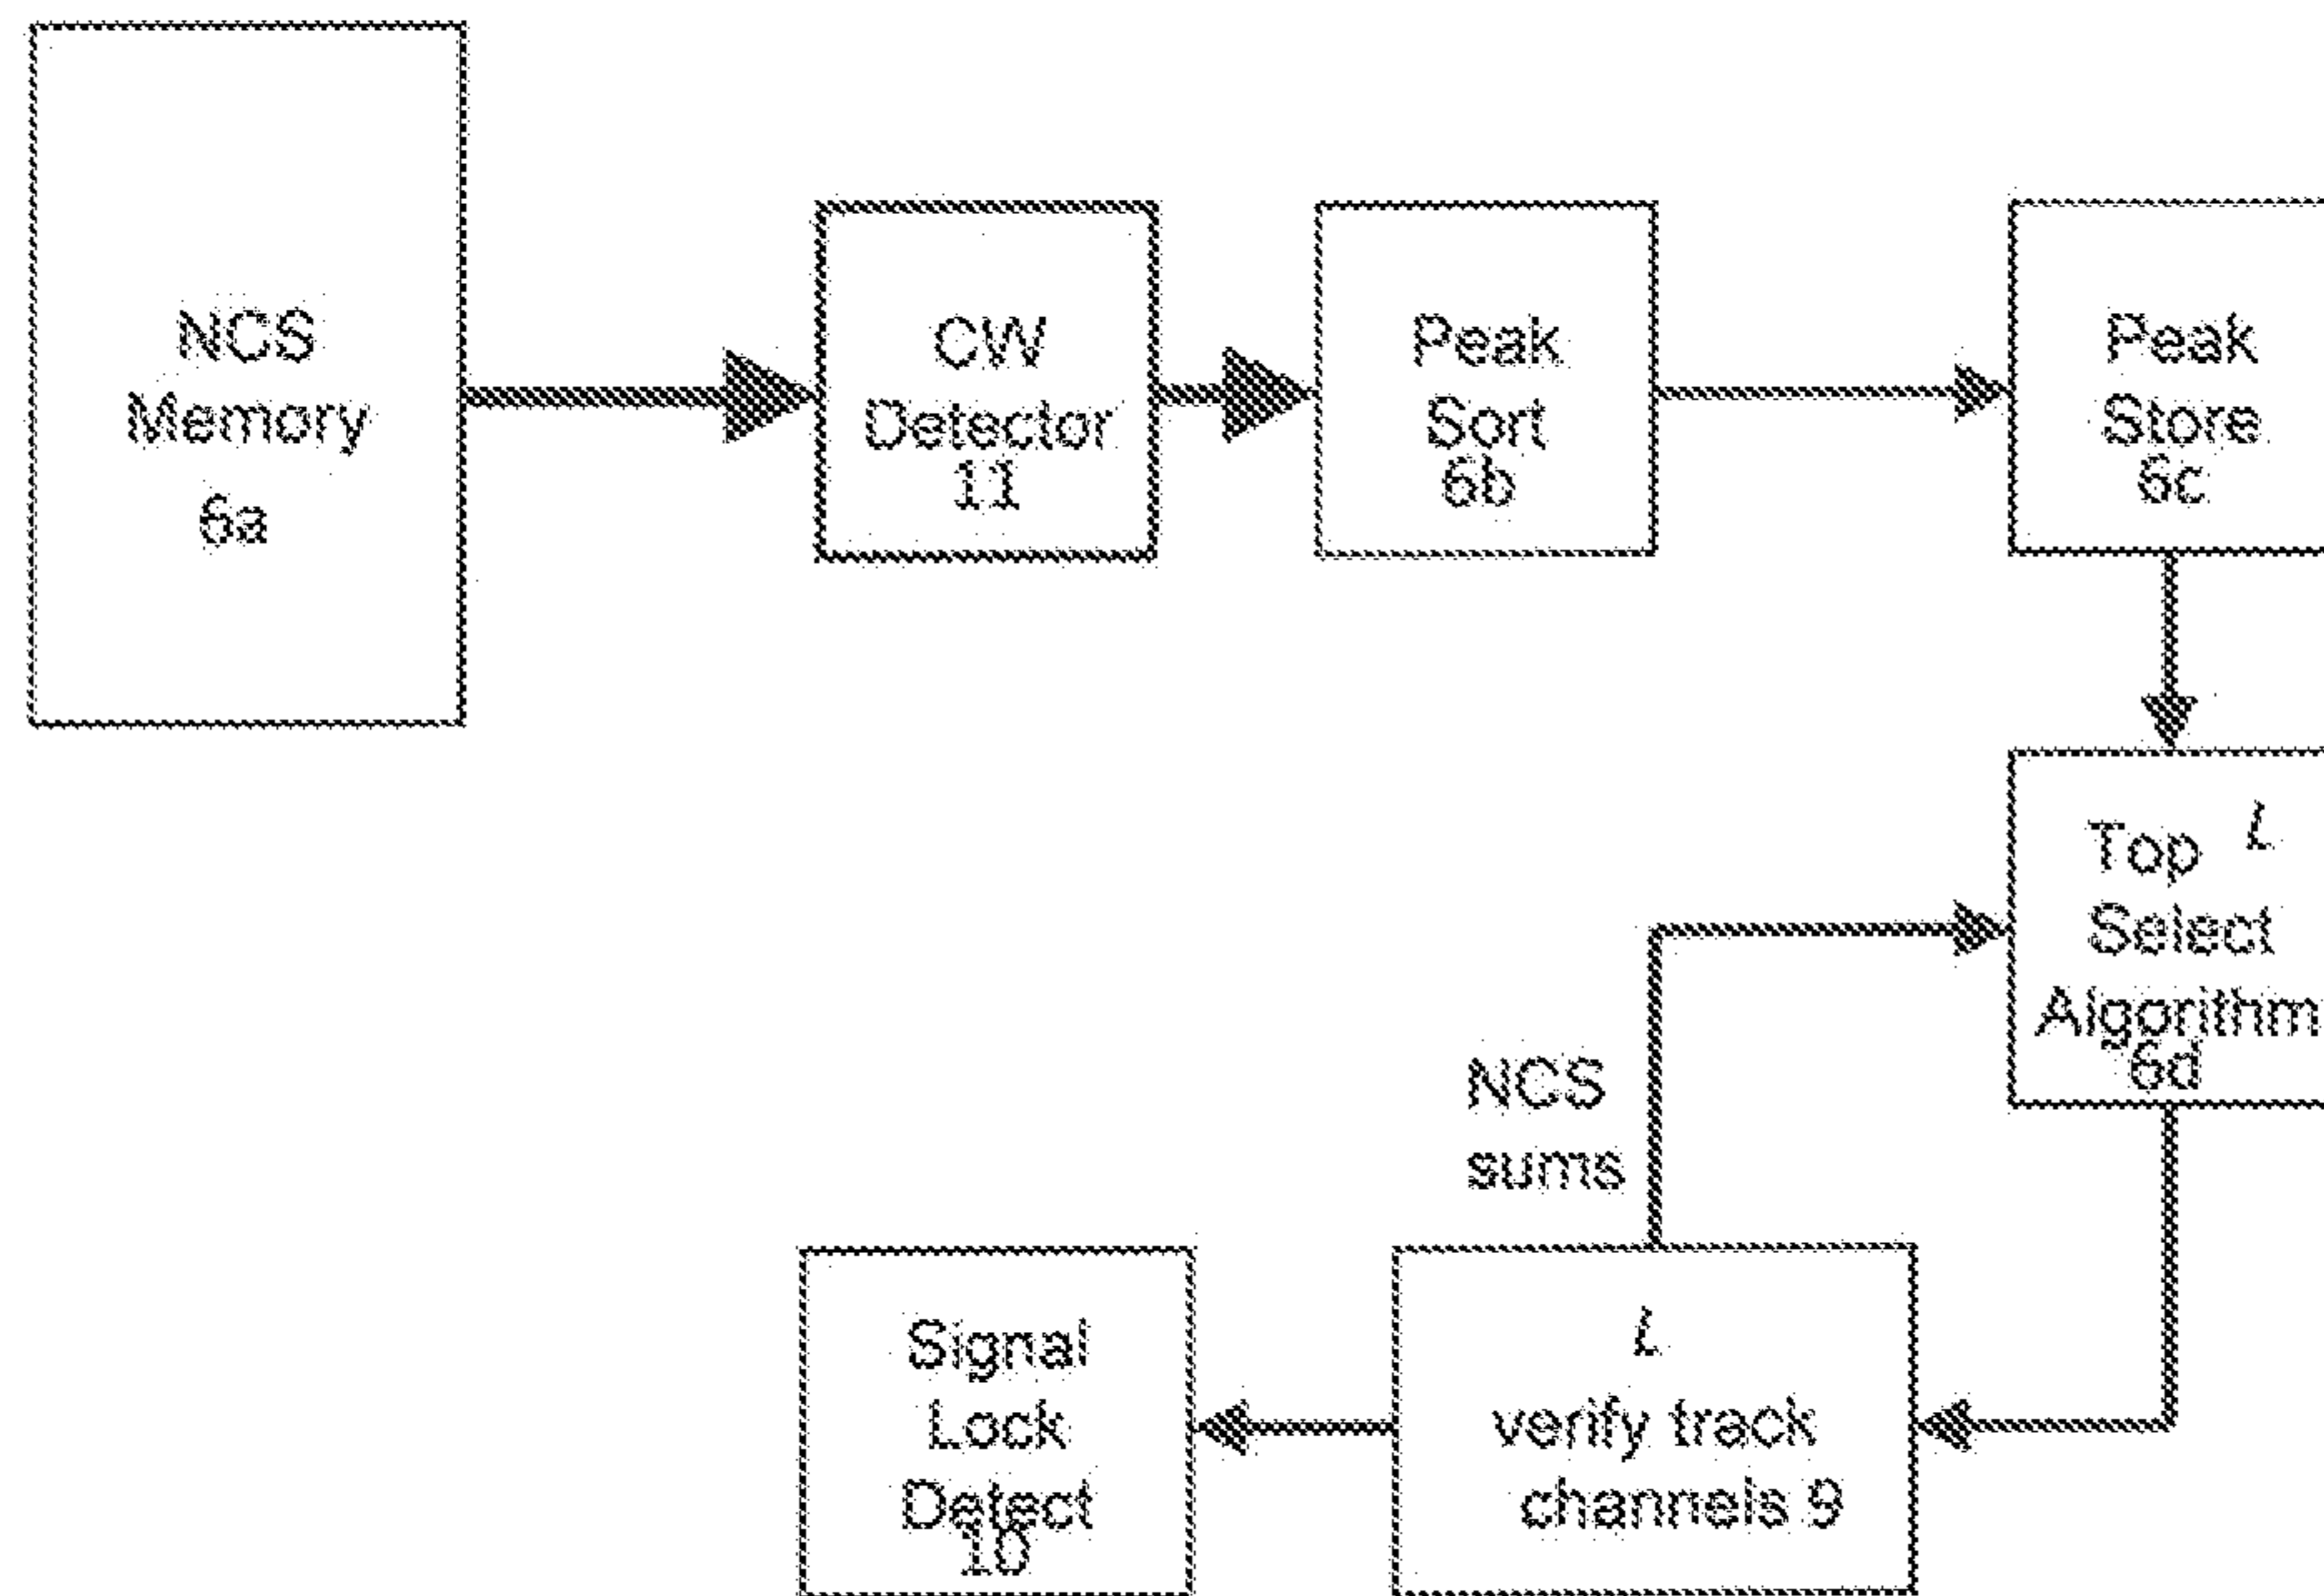 NCS
Memory
6a
CW
Detector
11
Peak
Sort
6b
Peak
Store
6c
Top L
Select
Algorithm
6d
NCS
sums
L
verify track
channels 9
Signal
Lock
Detect
10